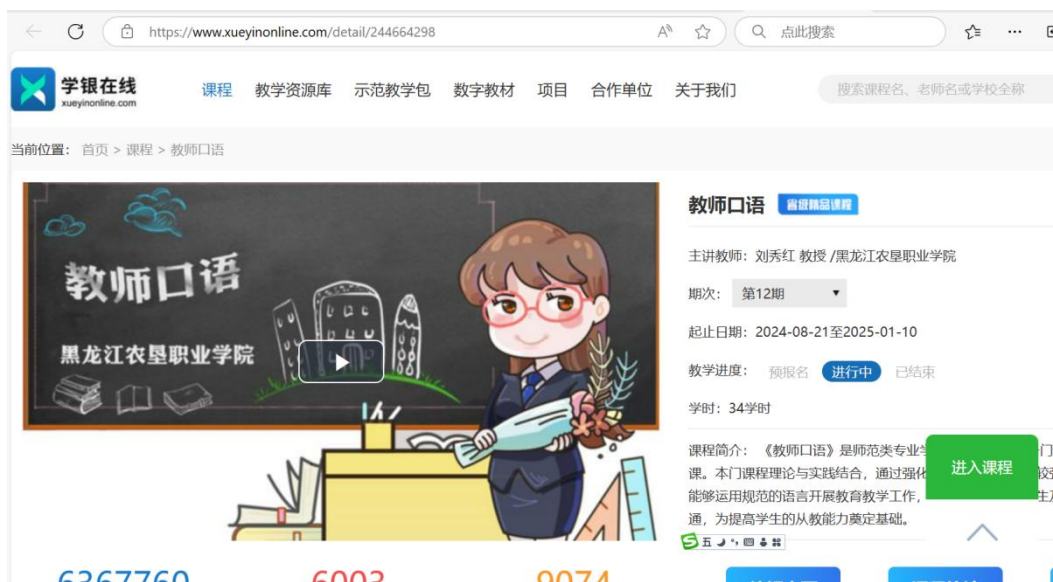 https://www.xueyinonline.com/detail/244664298
点此搜索
学银在线
xueyinonline.com
课程 教学资源库 示范教学包 数字教材 项目 合作单位 关于我们
搜索课程名、老师名或学校全称
当前位置： 首页 > 课程 > 教师口语
教师口语
黑龙江农垦职业学院
教师口语 省级精品课程
主讲教师：刘秀红 教授 /黑龙江农垦职业学院
期次： 第12期
起止日期：2024-08-21至2025-01-10
教学进度： 预报名 进行中 已结束
学时：34学时
课程简介： 《教师口语》是师范类专业 门
课。本门课程理论与实践结合，通过强化
能够运用规范的语言开展教育教学工作，
通，为提高学生的从教能力奠定基础。
进入课程
五
6367760 6003 9074